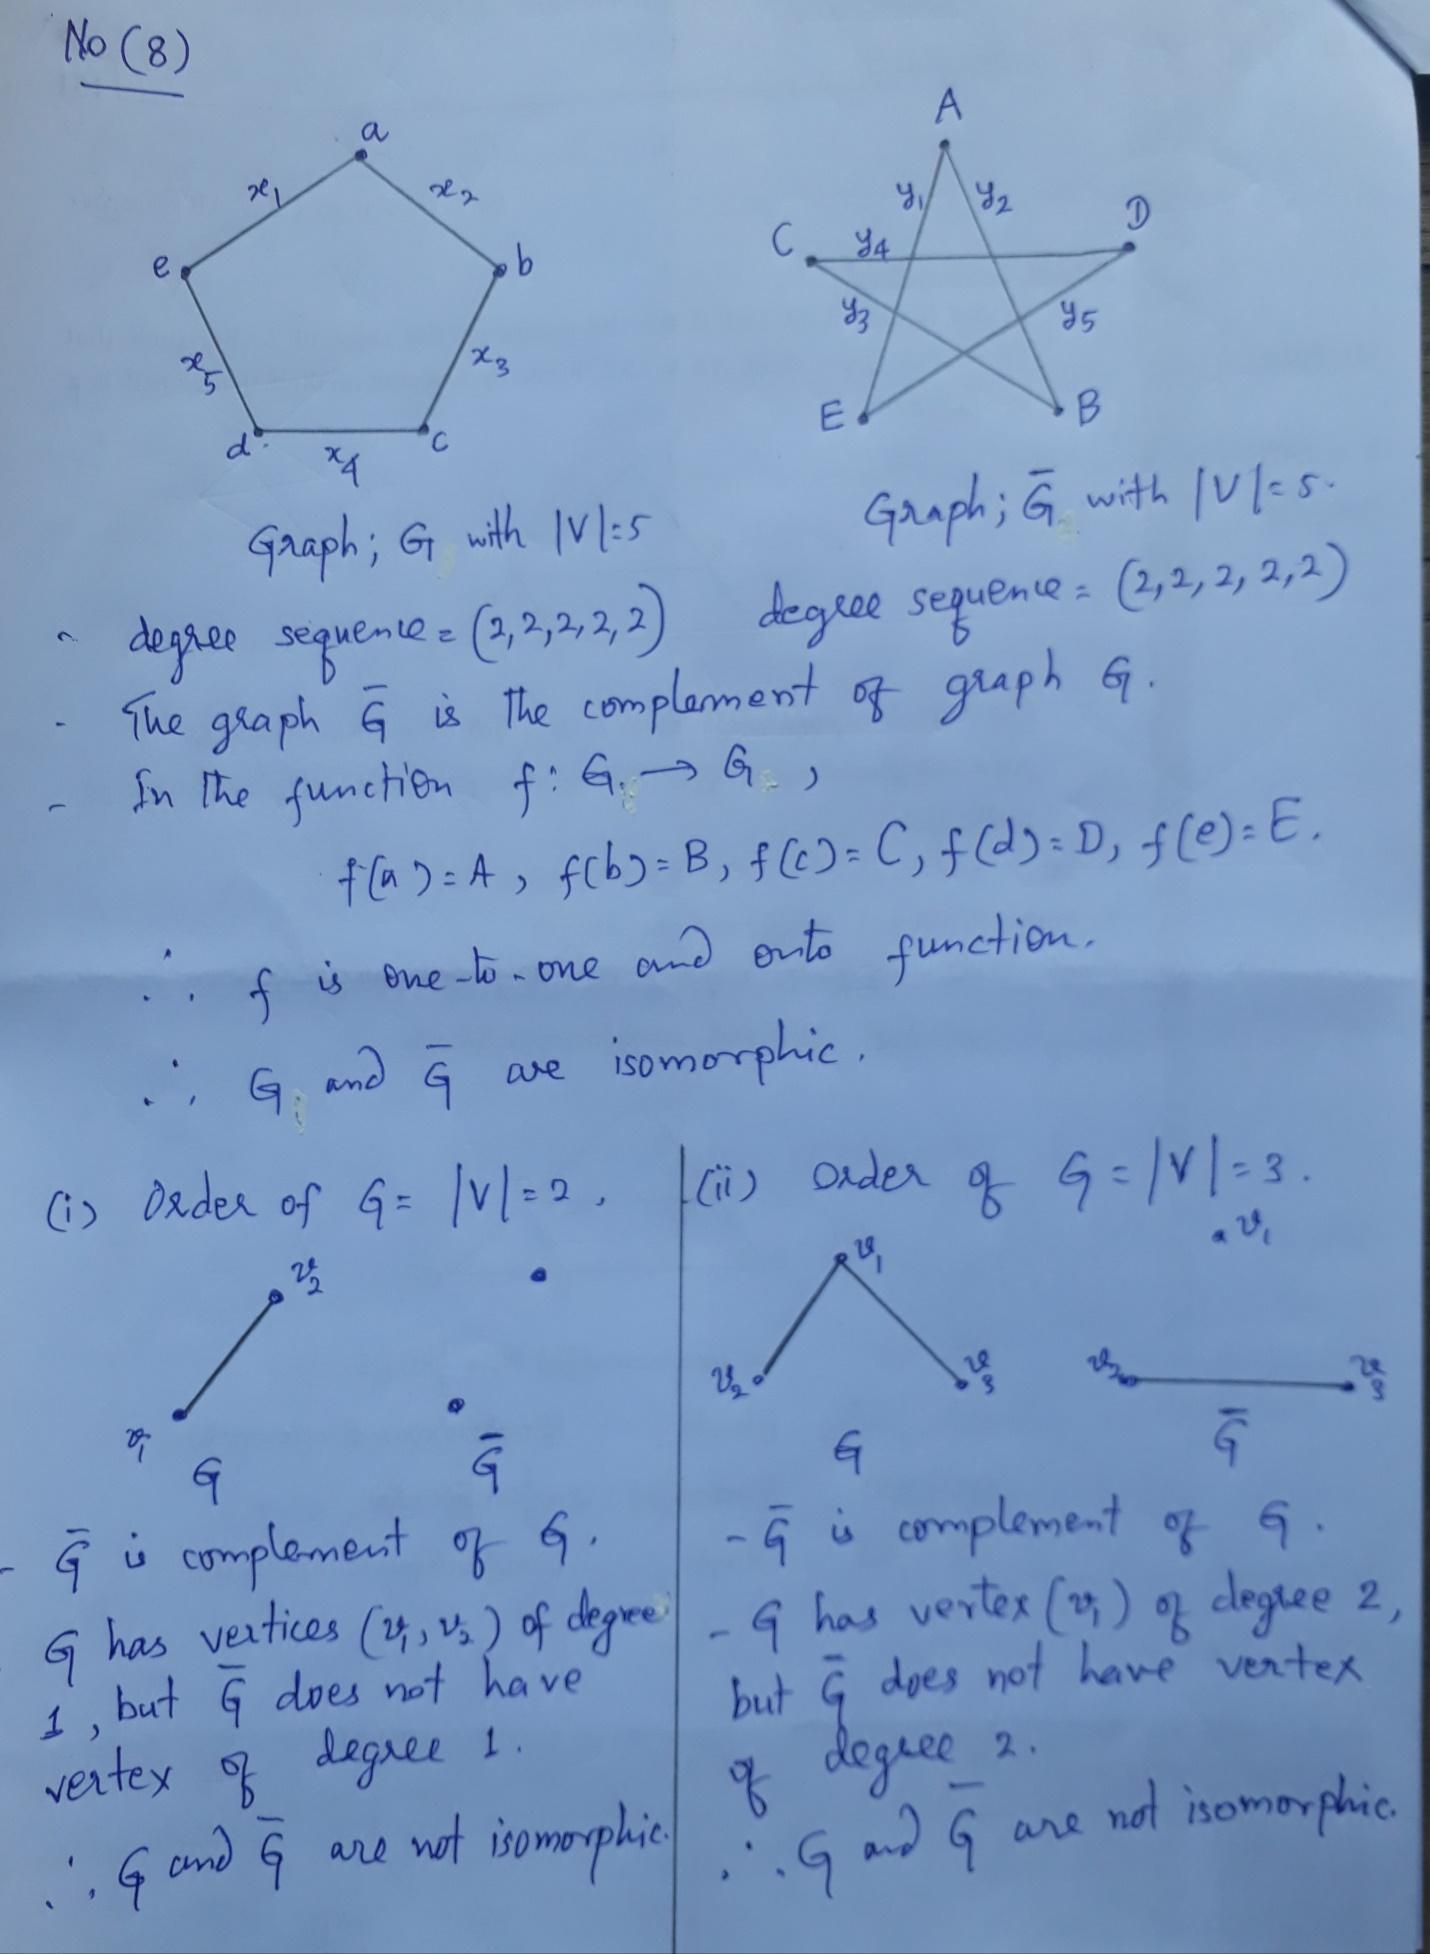 No (8)
a
x₁ x₂
e b
x₅ x₃
d c
x₄
A
y₁ y₂
C y₄ D
y₃ y₅
E B
Graph; G with |V|=5
Graph; G̅ with |V|=5.
- degree sequence = (2,2,2,2,2) degree sequence = (2,2,2,2,2)
- The graph G̅ is the complement of graph G.
- In the function f: G → G ,
f(a) = A , f(b) = B, f(c) = C, f(d) = D, f(e) = E.
∴ f is one-to-one and onto function.
∴ G and G̅ are isomorphic.
(i) Order of G = |V| = 2 .
v₂
v₁
G G̅
- G̅ is complement of G.
- G has vertices (v₁, v₂) of degree
1, but G̅ does not have
vertex of degree 1.
∴ G and G̅ are not isomorphic.
(ii) Order of G = |V| = 3.
v₁ v₁
v₂ v₃ v₂ v₃
G G̅
- G̅ is complement of G.
- G has vertex (v₁) of degree 2,
but G̅ does not have vertex
of degree 2.
∴ G and G̅ are not isomorphic.